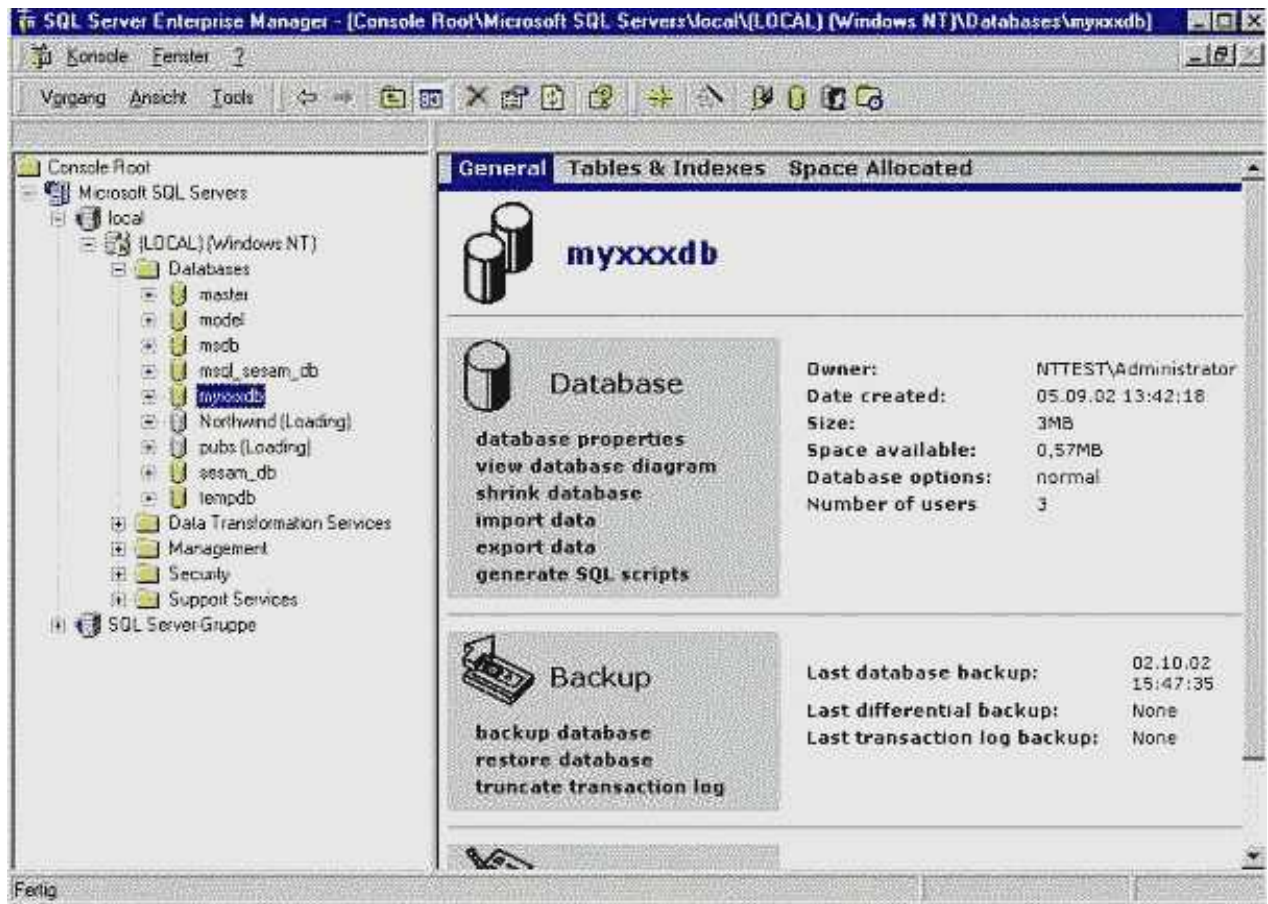 SQL Server Enterprise Manager - [Console Root\Microsoft SQL Servers\local\(LOCAL) (Windows NT)\Databases\myxxxdb]
Konsole Fenster ?
Vorgang Ansicht Tools
Console Root
Microsoft SQL Servers
local
(LOCAL) (Windows NT)
Databases
master
model
msdb
msql_sesam_db
myxxxdb
Northwind (Loading)
pubs (Loading)
sesam_db
tempdb
Data Transformation Services
Management
Security
Support Services
SQL Server-Gruppe
General Tables & Indexes Space Allocated
myxxxdb
Database
database properties
view database diagram
shrink database
import data
export data
generate SQL scripts
Owner: NTTEST\Administrator
Date created: 05.09.02 13:42:18
Size: 3MB
Space available: 0,57MB
Database options: normal
Number of users 3
Backup
backup database
restore database
truncate transaction log
Last database backup: 02.10.02 15:47:35
Last differential backup: None
Last transaction log backup: None
Fertig